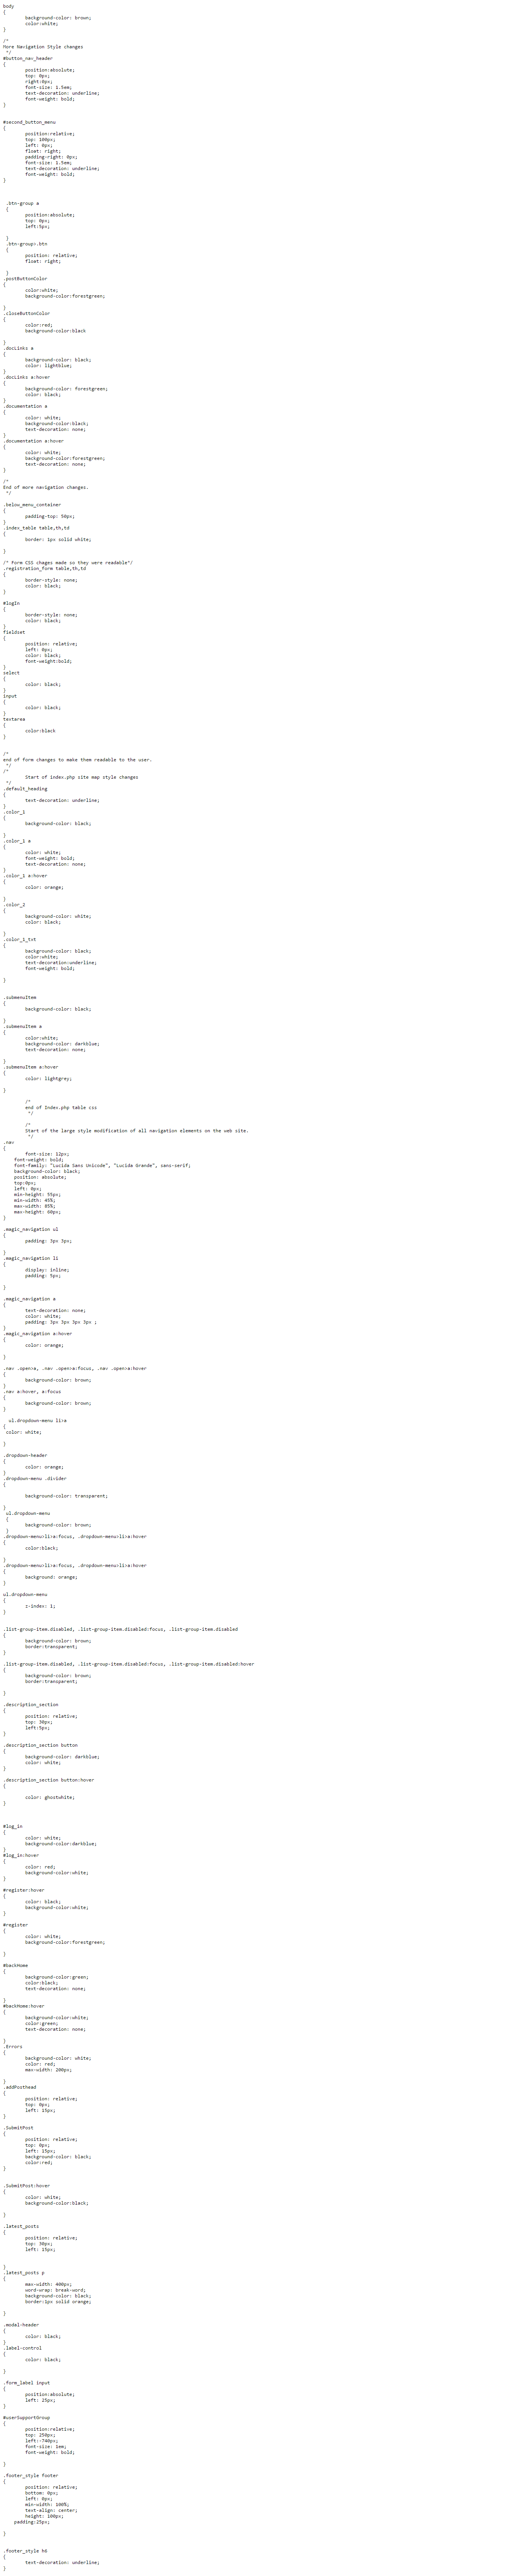 body
{
background-color: brown;
color:white;
}
/*
More Navigation Style changes
*/
#button_nav_header
{
position:absolute;
top: 0px;
right:0px;
font-size: 1.5em;
text-decoration: underline;
font-weight: bold;
}
#second_button_menu
{
position:relative;
top: 100px;
left: 0px;
float: right;
padding-right: 0px;
font-size: 1.5em;
text-decoration: underline;
font-weight: bold;
}
.btn-group a
{
position:absolute;
top: 0px;
left:5px;
}
.btn-group>.btn
{
position: relative;
float: right;
}
.postButtonColor
{
color:white;
background-color:forestgreen;
}
.closeButtonColor
{
color:red;
background-color:black
}
.docLinks a
{
background-color: black;
color: lightblue;
}
.docLinks a:hover
{
background-color: forestgreen;
color: black;
}
.documentation a
{
color: white;
background-color:black;
text-decoration: none;
}
.documentation a:hover
{
color: white;
background-color:forestgreen;
text-decoration: none;
}
/*
End of more navigation changes.
*/
.below_menu_container
{
padding-top: 50px;
}
.index_table table,th,td
{
border: 1px solid white;
}
/* Form CSS chages made so they were readable*/
.registration_form table,th,td
{
border-style: none;
color: black;
}
#logIn
{
border-style: none;
color: black;
}
fieldset
{
position: relative;
left: 0px;
color: black;
font-weight:bold;
}
select
{
color: black;
}
input
{
color: black;
}
textarea
{
color:black
}
/*
end of form changes to make them readable to the user.
*/
/*
Start of index.php site map style changes
*/
.default_heading
{
text-decoration: underline;
}
.color_1
{
background-color: black;
}
.color_1 a
{
color: white;
font-weight: bold;
text-decoration: none;
}
.color_1 a:hover
{
color: orange;
}
.color_2
{
background-color: white;
color: black;
}
.color_1_txt
{
background-color: black;
color:white;
text-decoration:underline;
font-weight: bold;
}
.submenuItem
{
background-color: black;
}
.submenuItem a
{
color:white;
background-color: darkblue;
text-decoration: none;
}
.submenuItem a:hover
{
color: lightgrey;
}
/*
end of Index.php table css
*/
/*
Start of the large style modification of all navigation elements on the web site.
*/
.nav
{
font-size: 12px;
font-weight: bold;
font-family: "Lucida Sans Unicode", "Lucida Grande", sans-serif;
background-color: black;
position: absolute;
top:0px;
left: 0px;
min-height: 55px;
min-width: 45%;
max-width: 85%;
max-height: 60px;
}
.magic_navigation ul
{
padding: 3px 3px;
}
.magic_navigation li
{
display: inline;
padding: 5px;
}
.magic_navigation a
{
text-decoration: none;
color: white;
padding: 3px 3px 3px 3px ;
}
.magic_navigation a:hover
{
color: orange;
}
.nav .open>a, .nav .open>a:focus, .nav .open>a:hover
{
background-color: brown;
}
.nav a:hover, a:focus
{
background-color: brown;
}
ul.dropdown-menu li>a
{
color: white;
}
.dropdown-header
{
color: orange;
}
.dropdown-menu .divider
{
background-color: transparent;
}
ul.dropdown-menu
{
background-color: brown;
}
.dropdown-menu>li>a:focus, .dropdown-menu>li>a:hover
{
color:black;
}
.dropdown-menu>li>a:focus, .dropdown-menu>li>a:hover
{
background: orange;
}
ul.dropdown-menu
{
z-index: 1;
}
.list-group-item.disabled, .list-group-item.disabled:focus, .list-group-item.disabled
{
background-color: brown;
border:transparent;
}
.list-group-item.disabled, .list-group-item.disabled:focus, .list-group-item.disabled:hover
{
background-color: brown;
border:transparent;
}
.description_section
{
position: relative;
top: 30px;
left:5px;
}
.description_section button
{
background-color: darkblue;
color: white;
}
.description_section button:hover
{
color: ghostwhite;
}
#log_in
{
color: white;
background-color:darkblue;
}
#log_in:hover
{
color: red;
background-color:white;
}
#register:hover
{
color: black;
background-color:white;
}
#register
{
color: white;
background-color:forestgreen;
}
#backHome
{
background-color:green;
color:black;
text-decoration: none;
}
#backHome:hover
{
background-color:white;
color:green;
text-decoration: none;
}
.Errors
{
background-color: white;
color: red;
max-width: 200px;
}
.addPosthead
{
position: relative;
top: 0px;
left: 15px;
}
.SubmitPost
{
position: relative;
top: 0px;
left: 15px;
background-color: black;
color:red;
}
.SubmitPost:hover
{
color: white;
background-color:black;
}
.latest_posts
{
position: relative;
top: 30px;
left: 15px;
}
.latest_posts p
{
max-width: 400px;
word-wrap: break-word;
background-color: black;
border:1px solid orange;
}
.modal-header
{
color: black;
}
.label-control
{
color: black;
}
.form_label input
{
position:absolute;
left: 25px;
}
#userSupportGroup
{
position:relative;
top: 250px;
left:-740px;
font-size: 1em;
font-weight: bold;
}
.footer_style footer
{
position: relative;
bottom: 0px;
left: 0px;
min-width: 100%;
text-align: center;
height: 100px;
padding:25px;
}
.footer_style h6
{
text-decoration: underline;
}